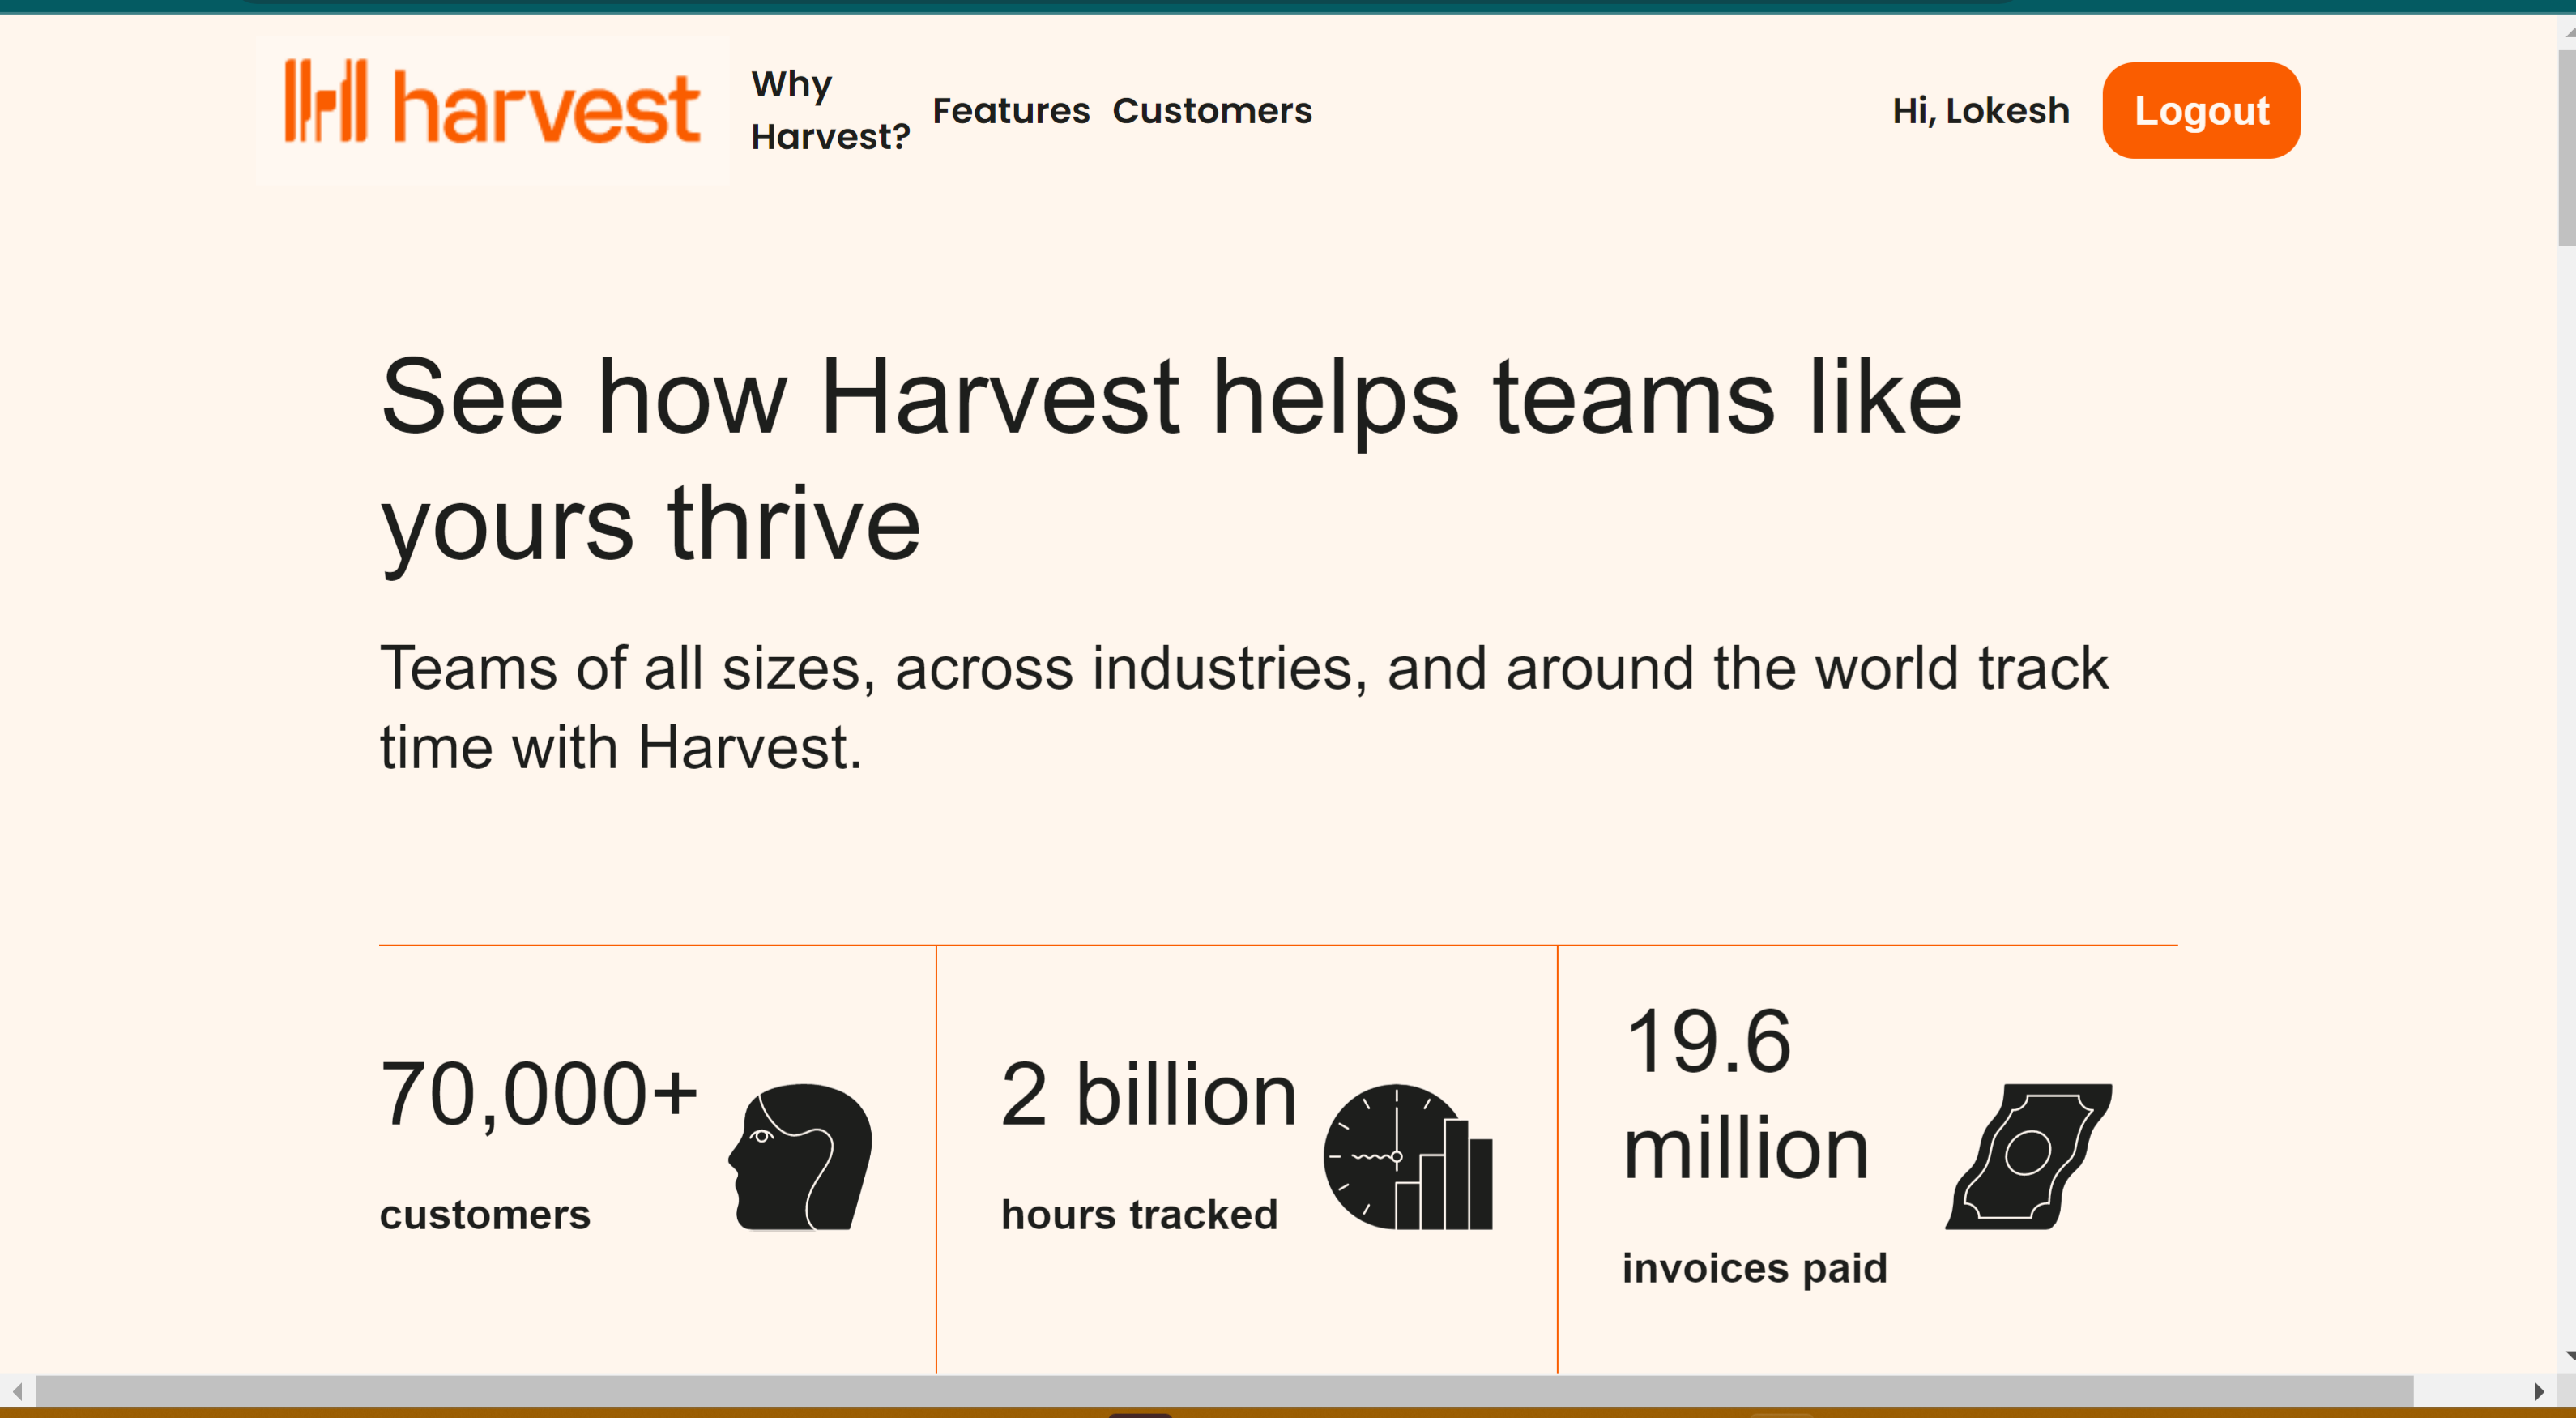 harvest
Why
Harvest?
Features
Customers
Hi, Lokesh
Logout
See how Harvest helps teams like
yours thrive
Teams of all sizes, across industries, and around the world track
time with Harvest.
70,000+
customers
2 billion
hours tracked
19.6
million
invoices paid